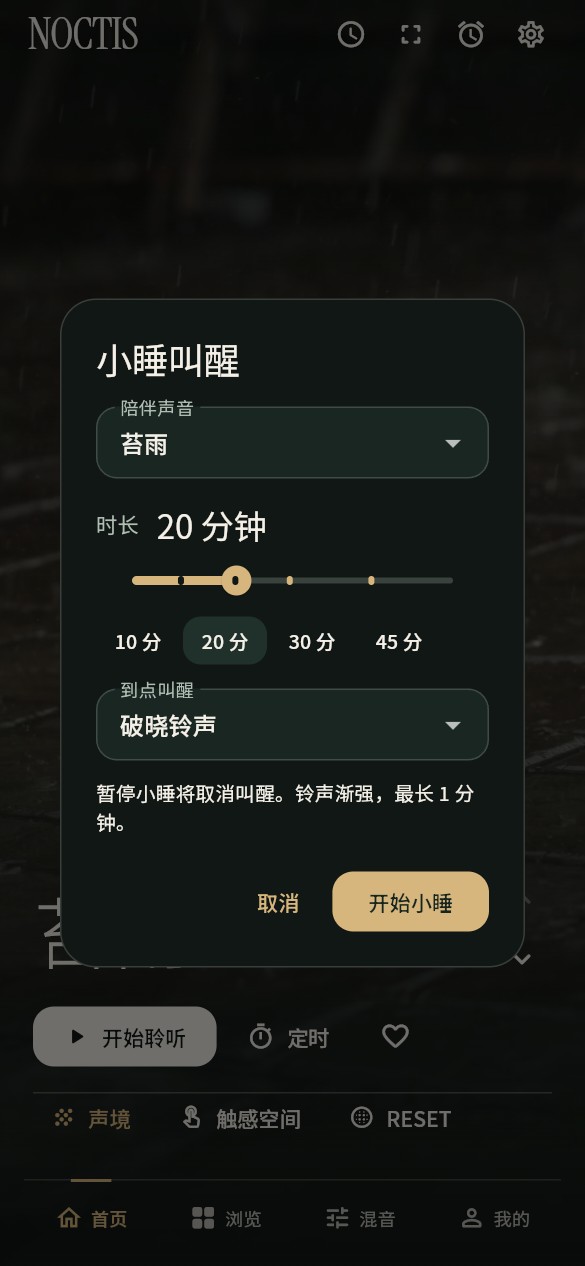 NOCTIS
小睡叫醒
陪伴声音
苔雨
时长 20 分钟
10 分 20 分 30 分 45 分
到点叫醒
破晓铃声
暂停小睡将取消叫醒。铃声渐强，最长 1 分
钟。
取消 开始小睡
开始聆听 定时
声境 触感空间 RESET
首页 浏览 混音 我的